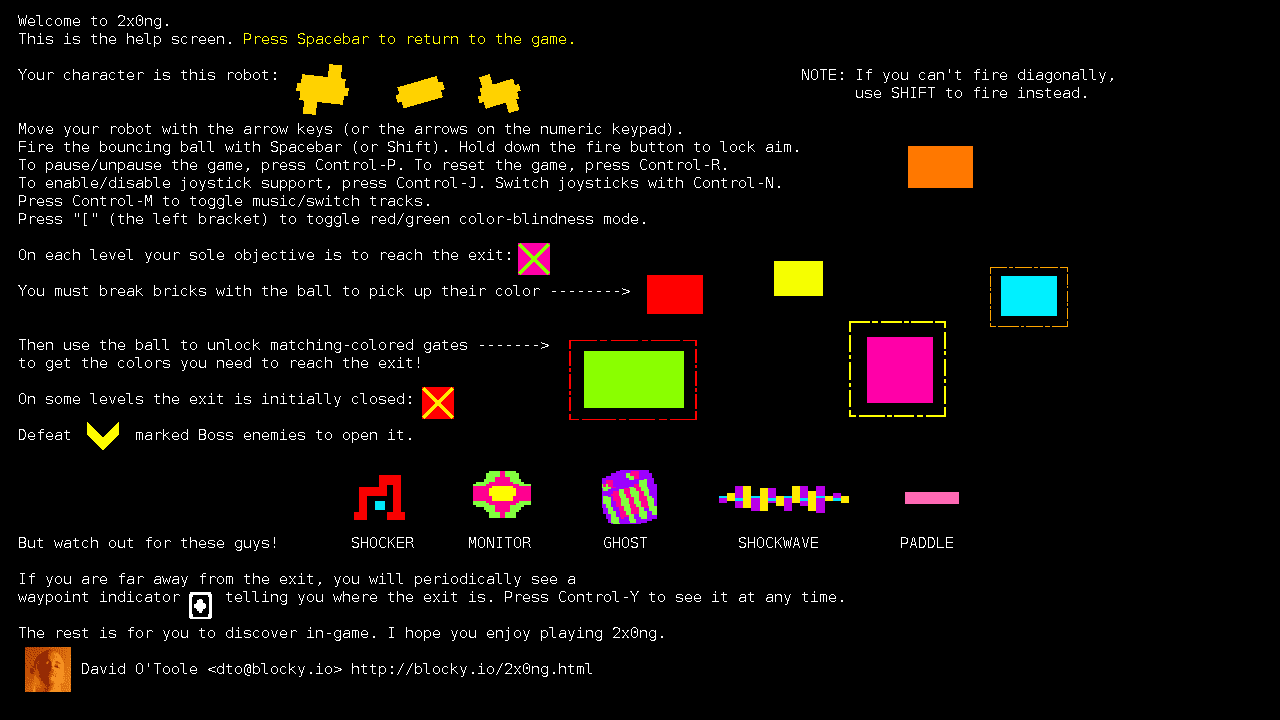 Welcome to 2x0ng.
This is the help screen. Press Spacebar to return to the game.
Your character is this robot:
NOTE: If you can't fire diagonally,
use SHIFT to fire instead.
Move your robot with the arrow keys (or the arrows on the numeric keypad).
Fire the bouncing ball with Spacebar (or Shift). Hold down the fire button to lock aim.
To pause/unpause the game, press Control-P. To reset the game, press Control-R.
To enable/disable joystick support, press Control-J. Switch joysticks with Control-N.
Press Control-M to toggle music/switch tracks.
Press "[" (the left bracket) to toggle red/green color-blindness mode.
On each level your sole objective is to reach the exit:
You must break bricks with the ball to pick up their color -------->
Then use the ball to unlock matching-colored gates ------->
to get the colors you need to reach the exit!
On some levels the exit is initially closed:
Defeat marked Boss enemies to open it.
But watch out for these guys! SHOCKER MONITOR GHOST SHOCKWAVE PADDLE
If you are far away from the exit, you will periodically see a
waypoint indicator telling you where the exit is. Press Control-Y to see it at any time.
The rest is for you to discover in-game. I hope you enjoy playing 2x0ng.
David O'Toole <dto@blocky.io> http://blocky.io/2x0ng.html